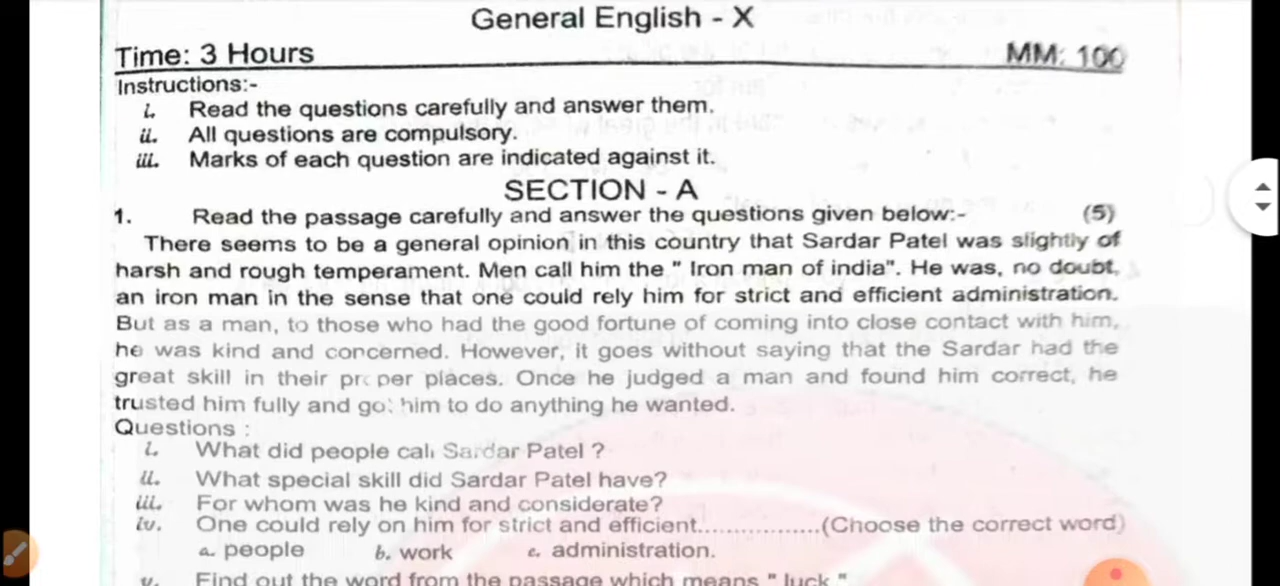 General English - X
Time: 3 Hours MM: 100
Instructions:-
i. Read the questions carefully and answer them.
ii. All questions are compulsory.
iii. Marks of each question are indicated against it.
SECTION - A
1. Read the passage carefully and answer the questions given below:- (5)
There seems to be a general opinion in this country that Sardar Patel was slightly of
harsh and rough temperament. Men call him the " Iron man of india". He was, no doubt,
an iron man in the sense that one could rely him for strict and efficient administration.
But as a man, to those who had the good fortune of coming into close contact with him,
he was kind and concerned. However, it goes without saying that the Sardar had the
great skill in their proper places. Once he judged a man and found him correct, he
trusted him fully and got him to do anything he wanted.
Questions :
i. What did people call Sardar Patel ?
ii. What special skill did Sardar Patel have?
iii. For whom was he kind and considerate?
iv. One could rely on him for strict and efficient..................(Choose the correct word)
a. people b. work c. administration.
v. Find out the word from the passage which means " luck "